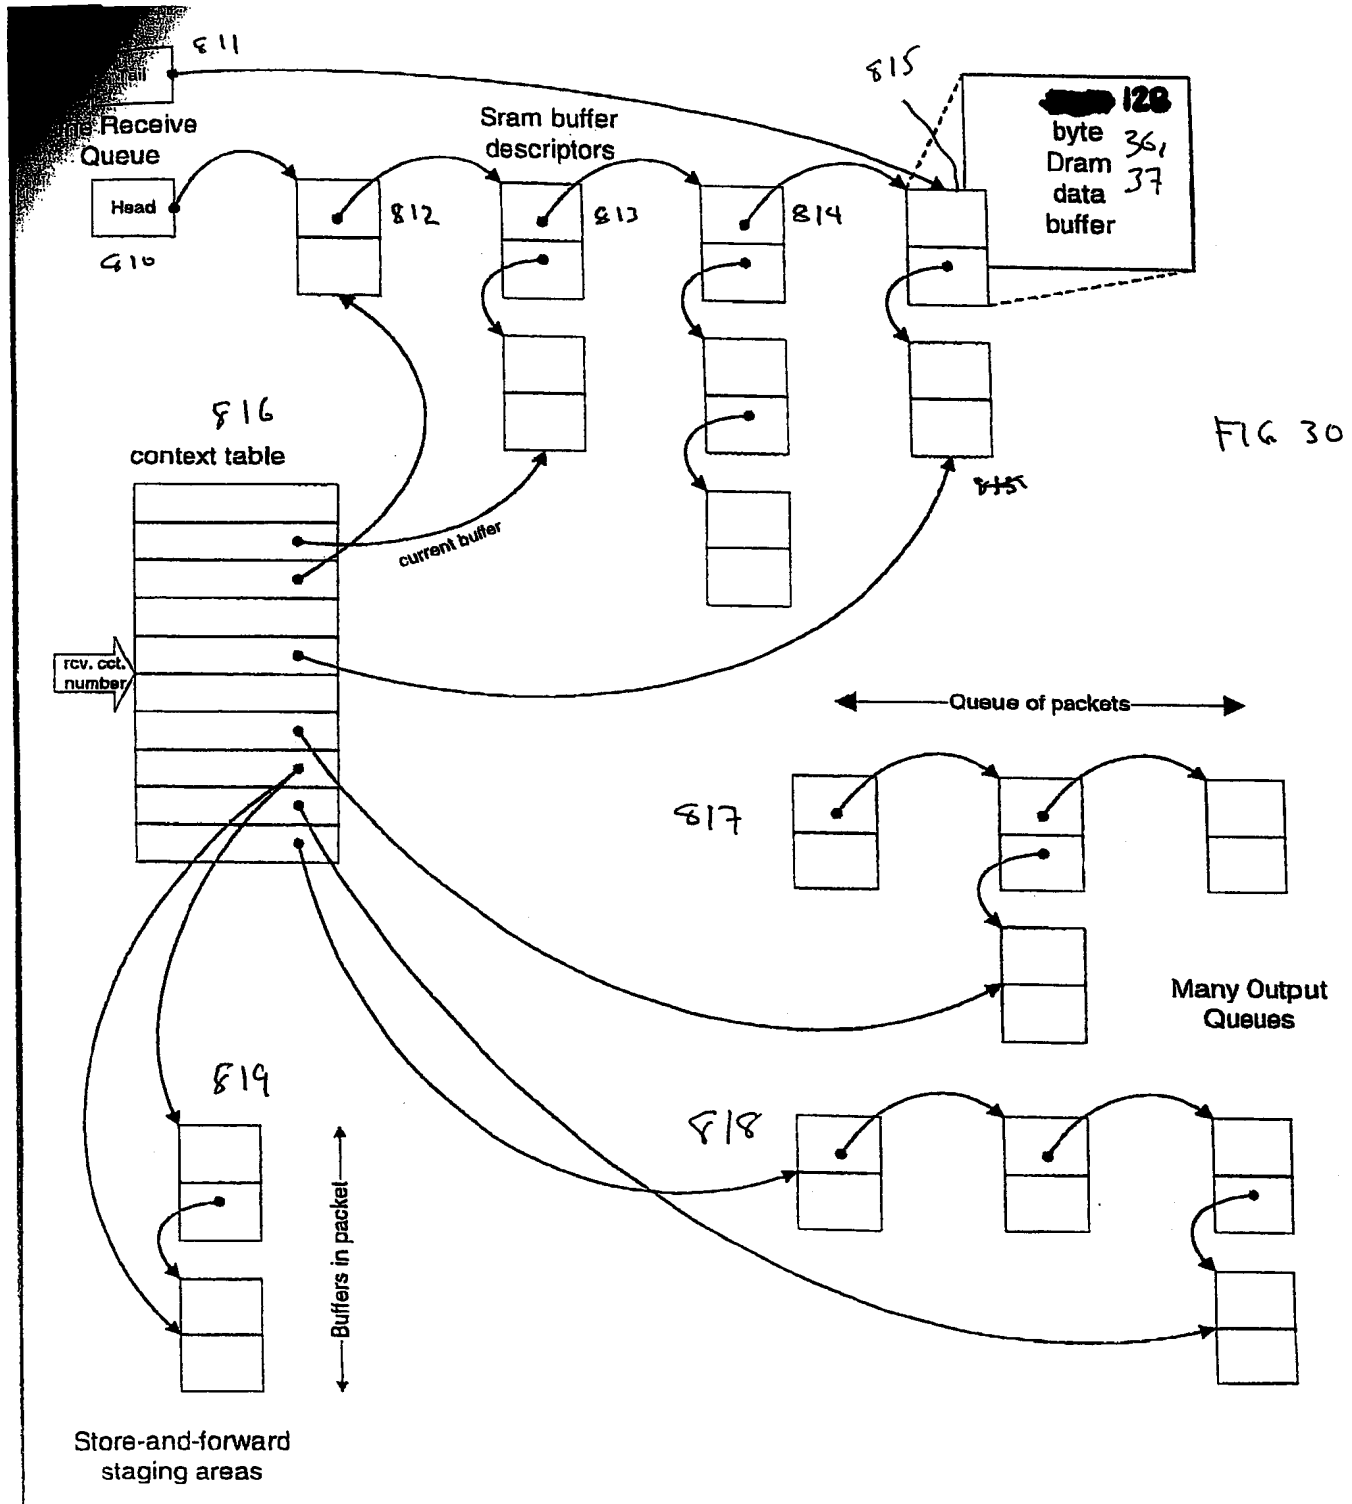 811
Receive
Queue
Head
810
Sram buffer
descriptors
812
813
814
815
128
byte
Dram
data
buffer
36,
37
816
context table
current buffer
rcv. cct.
number
FIG 30
Queue of packets
817
Many Output
Queues
818
819
Buffers in packet
Store-and-forward
staging areas